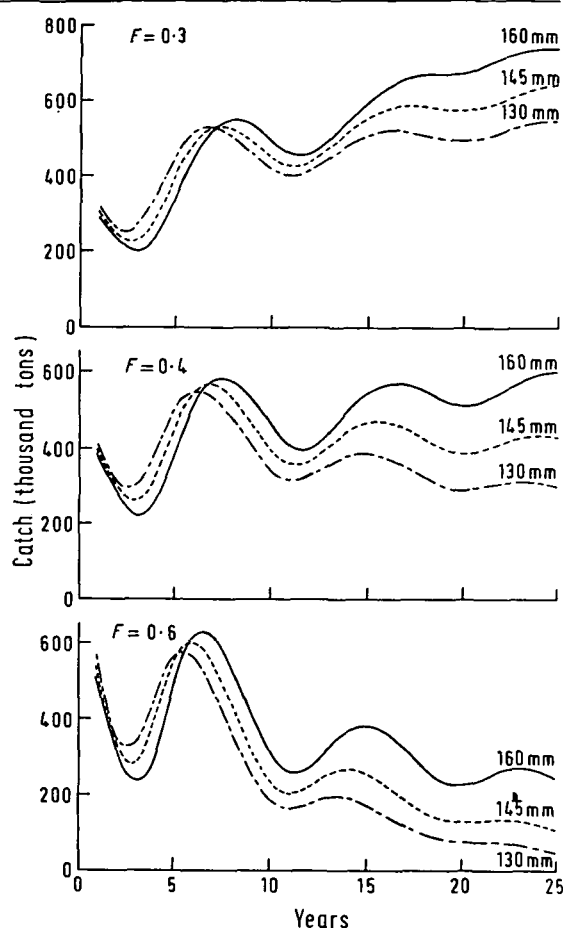 800
F = 0·3
160 mm
145 mm
130 mm
600
400
200
0
F = 0·4
160 mm
145 mm
130 mm
600
400
200
0
F = 0·6
160 mm
145 mm
130 mm
600
400
200
0
0 5 10 15 20 25
Catch (thousand tons)
Years